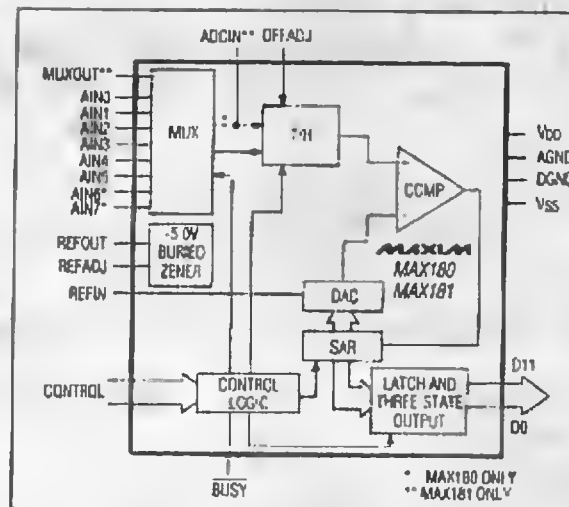 ADCIN** OFFADJ
MUXOUT**
AIN0
AIN1
AIN2
AIN3
AIN4
AIN5
AIN6*
AIN7*
MUX
T/H
COMP
VDD
AGND
DGND
VSS
REFOUT
REFADJ
REFIN
-5.0V
BURIED
ZENER
MAXIM
MAX180
MAX181
DAC
SAR
CONTROL
CONTROL
LOGIC
LATCH AND
THREE STATE
OUTPUT
D11
D0
BUSY
* MAX180 ONLY
** MAX181 ONLY